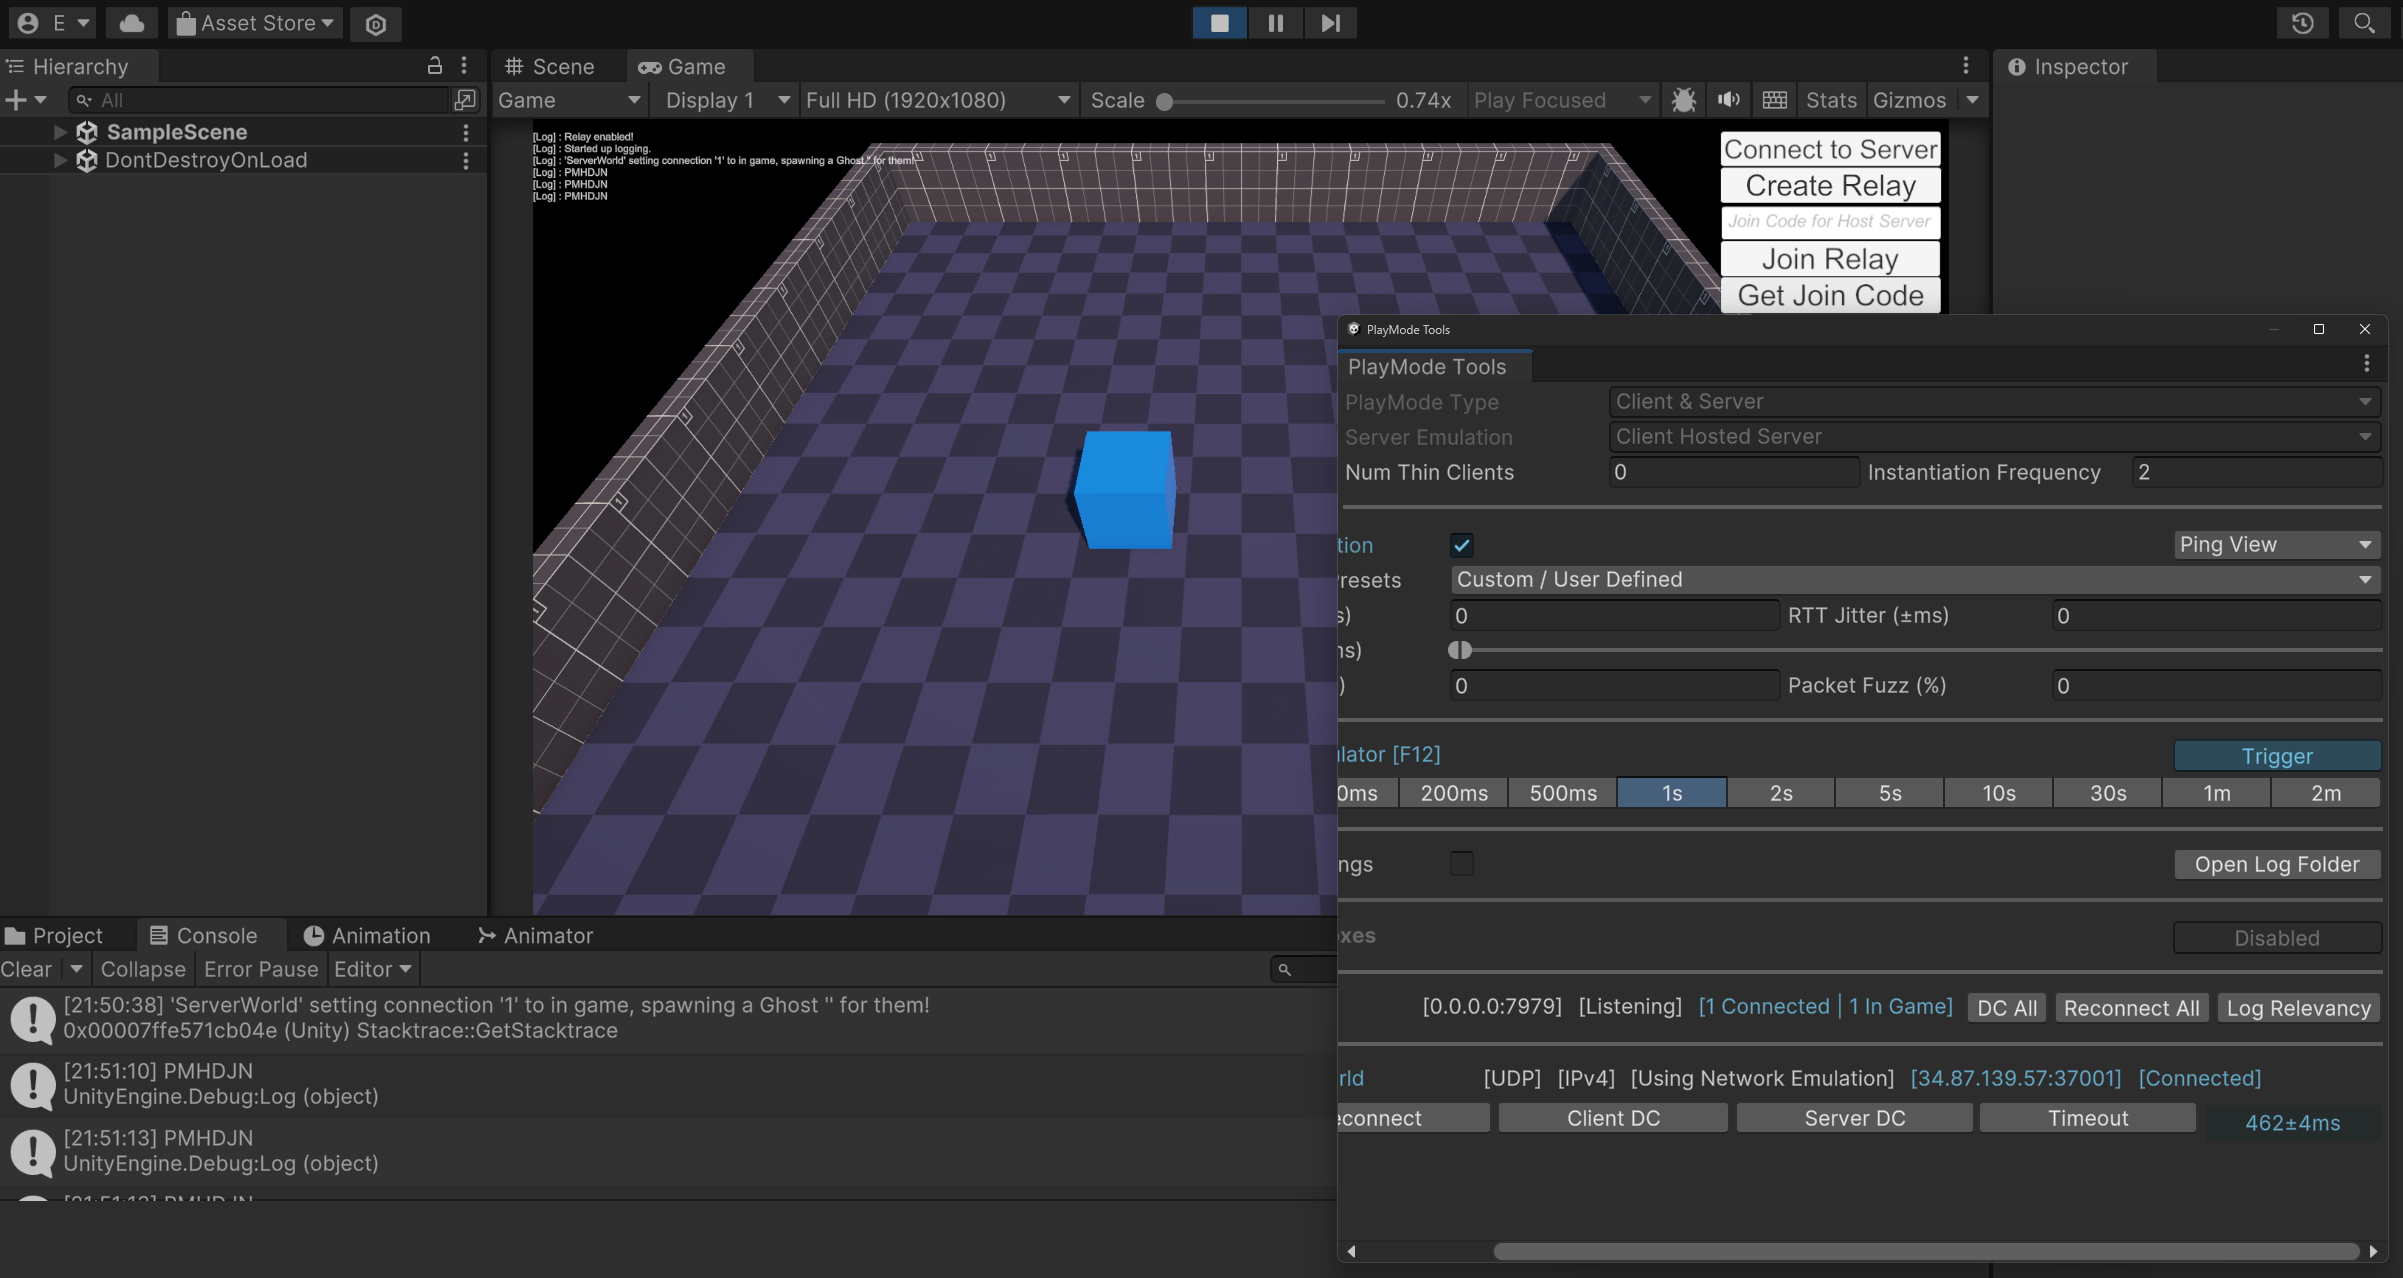 E
Asset Store
Hierarchy
All
SampleScene
DontDestroyOnLoad
Scene
Game
Game
Display 1
Full HD (1920x1080)
Scale
0.74x
Play Focused
Stats
Gizmos
Inspector
[Log] : Relay enabled!
[Log] : Started up logging.
[Log] : 'ServerWorld' setting connection '1' to in game, spawning a Ghost '' for them!
[Log] : PMHDJN
[Log] : PMHDJN
[Log] : PMHDJN
Connect to Server
Create Relay
Join Code for Host Server
Join Relay
Get Join Code
PlayMode Tools
PlayMode Tools
PlayMode Type Client & Server
Server Emulation Client Hosted Server
Num Thin Clients 0 Instantiation Frequency 2
tion Ping View
resets Custom / User Defined
s) 0 RTT Jitter (±ms) 0
ns)
) 0 Packet Fuzz (%) 0
ılator [F12] Trigger
0ms 200ms 500ms 1s 2s 5s 10s 30s 1m 2m
ngs Open Log Folder
oxes Disabled
[0.0.0.0:7979] [Listening] [1 Connected | 1 In Game] DC All Reconnect All Log Relevancy
rld [UDP] [IPv4] [Using Network Emulation] [34.87.139.57:37001] [Connected]
econnect Client DC Server DC Timeout 462±4ms
Project
Console
Animation
Animator
Clear
Collapse
Error Pause
Editor
[21:50:38] 'ServerWorld' setting connection '1' to in game, spawning a Ghost '' for them!
0x00007ffe571cb04e (Unity) Stacktrace::GetStacktrace
[21:51:10] PMHDJN
UnityEngine.Debug:Log (object)
[21:51:13] PMHDJN
UnityEngine.Debug:Log (object)
[21:51:13] PMHDJN